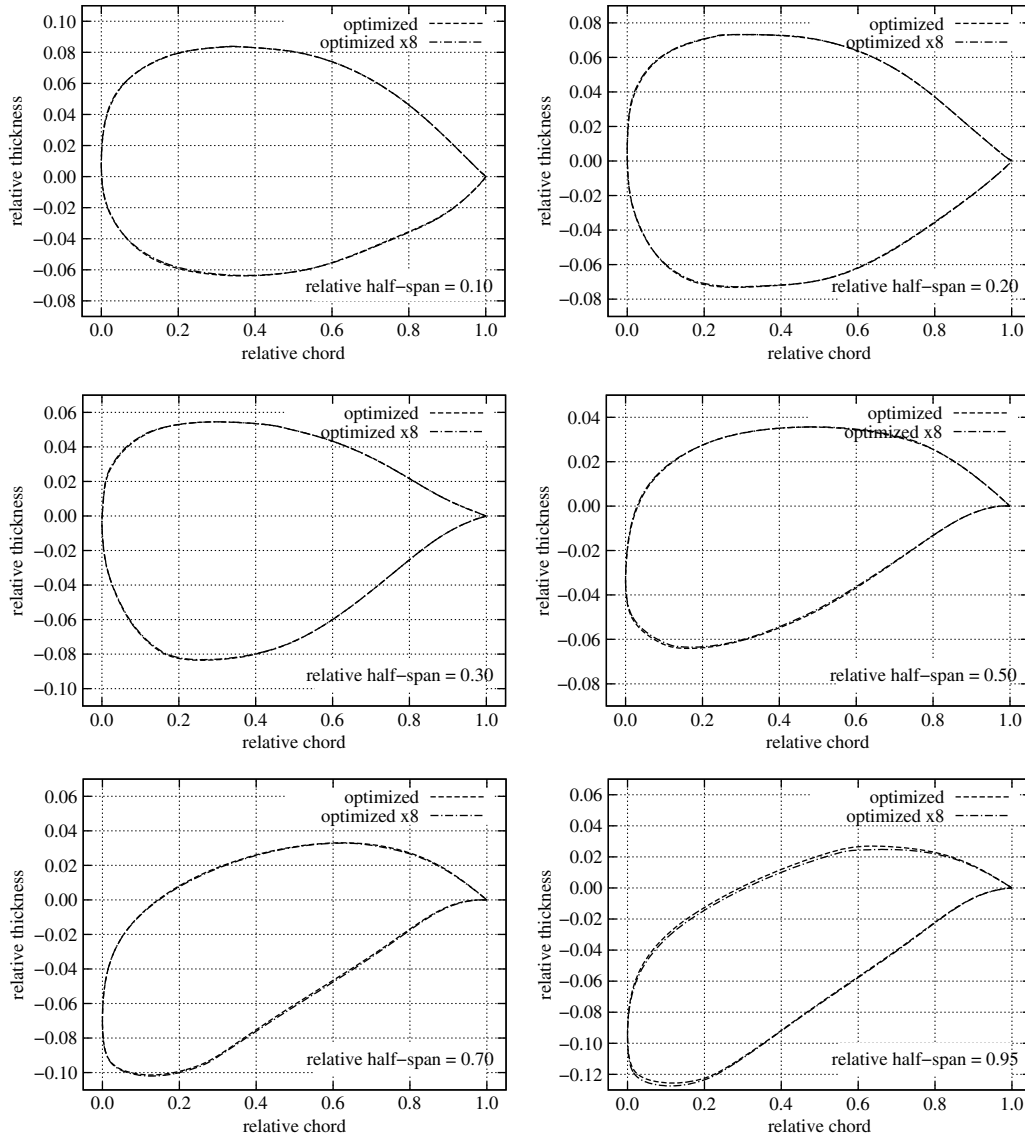 optimized
optimized x8
0.10
0.08
0.06
0.04
0.02
0.00
−0.02
−0.04
−0.06
−0.08
relative thickness
relative half−span = 0.10
0.0 0.2 0.4 0.6 0.8 1.0
relative chord
optimized
optimized x8
0.20
0.08
0.06
0.04
0.02
0.00
−0.02
−0.04
−0.06
−0.08
relative thickness
relative half−span = 0.20
0.0 0.2 0.4 0.6 0.8 1.0
relative chord
optimized
optimized x8
0.06
0.04
0.02
0.00
−0.02
−0.04
−0.06
−0.08
−0.10
relative thickness
relative half−span = 0.30
0.0 0.2 0.4 0.6 0.8 1.0
relative chord
optimized
optimized x8
0.04
0.02
0.00
−0.02
−0.04
−0.06
−0.08
relative thickness
relative half−span = 0.50
0.0 0.2 0.4 0.6 0.8 1.0
relative chord
optimized
optimized x8
0.06
0.04
0.02
0.00
−0.02
−0.04
−0.06
−0.08
−0.10
relative thickness
relative half−span = 0.70
0.0 0.2 0.4 0.6 0.8 1.0
relative chord
optimized
optimized x8
0.06
0.04
0.02
0.00
−0.02
−0.04
−0.06
−0.08
−0.10
−0.12
relative thickness
relative half−span = 0.95
0.0 0.2 0.4 0.6 0.8 1.0
relative chord